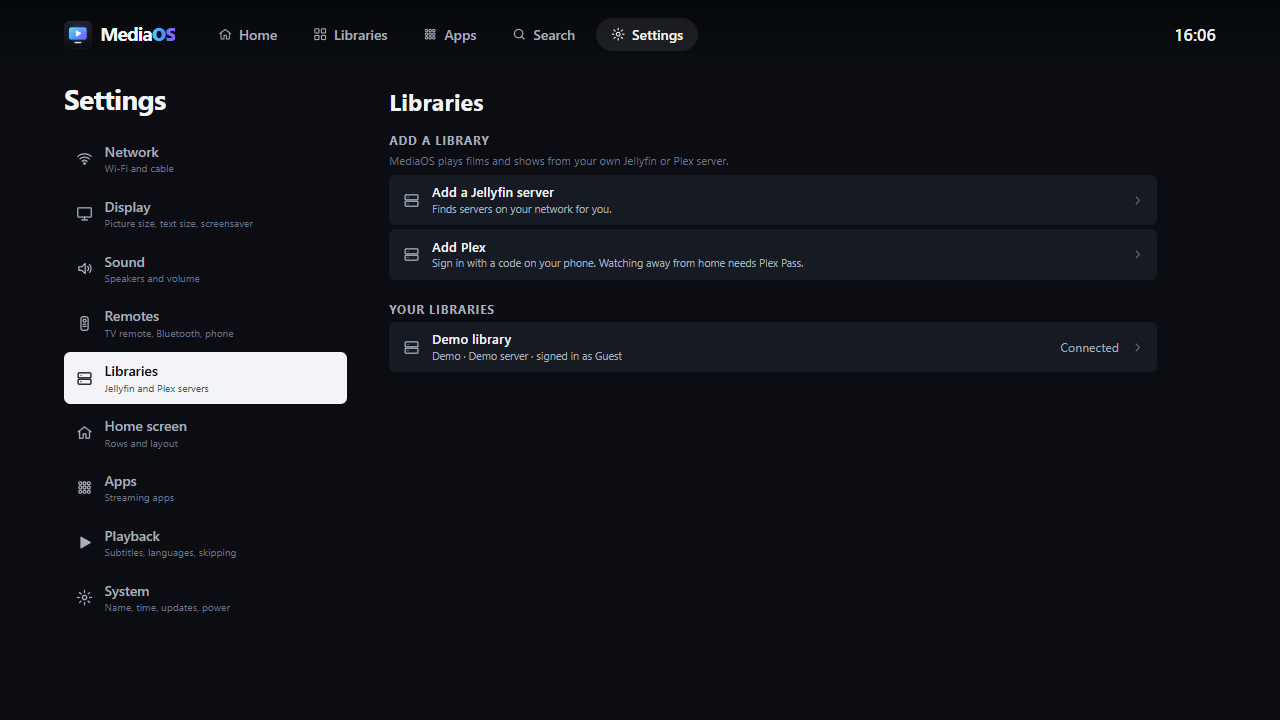 MediaOS
Home
Libraries
Apps
Search
Settings
16:06
Settings
Network
Wi-Fi and cable
Display
Picture size, text size, screensaver
Sound
Speakers and volume
Remotes
TV remote, Bluetooth, phone
Libraries
Jellyfin and Plex servers
Home screen
Rows and layout
Apps
Streaming apps
Playback
Subtitles, languages, skipping
System
Name, time, updates, power
Libraries
ADD A LIBRARY
MediaOS plays films and shows from your own Jellyfin or Plex server.
Add a Jellyfin server
Finds servers on your network for you.
Add Plex
Sign in with a code on your phone. Watching away from home needs Plex Pass.
YOUR LIBRARIES
Demo library
Demo · Demo server · signed in as Guest
Connected